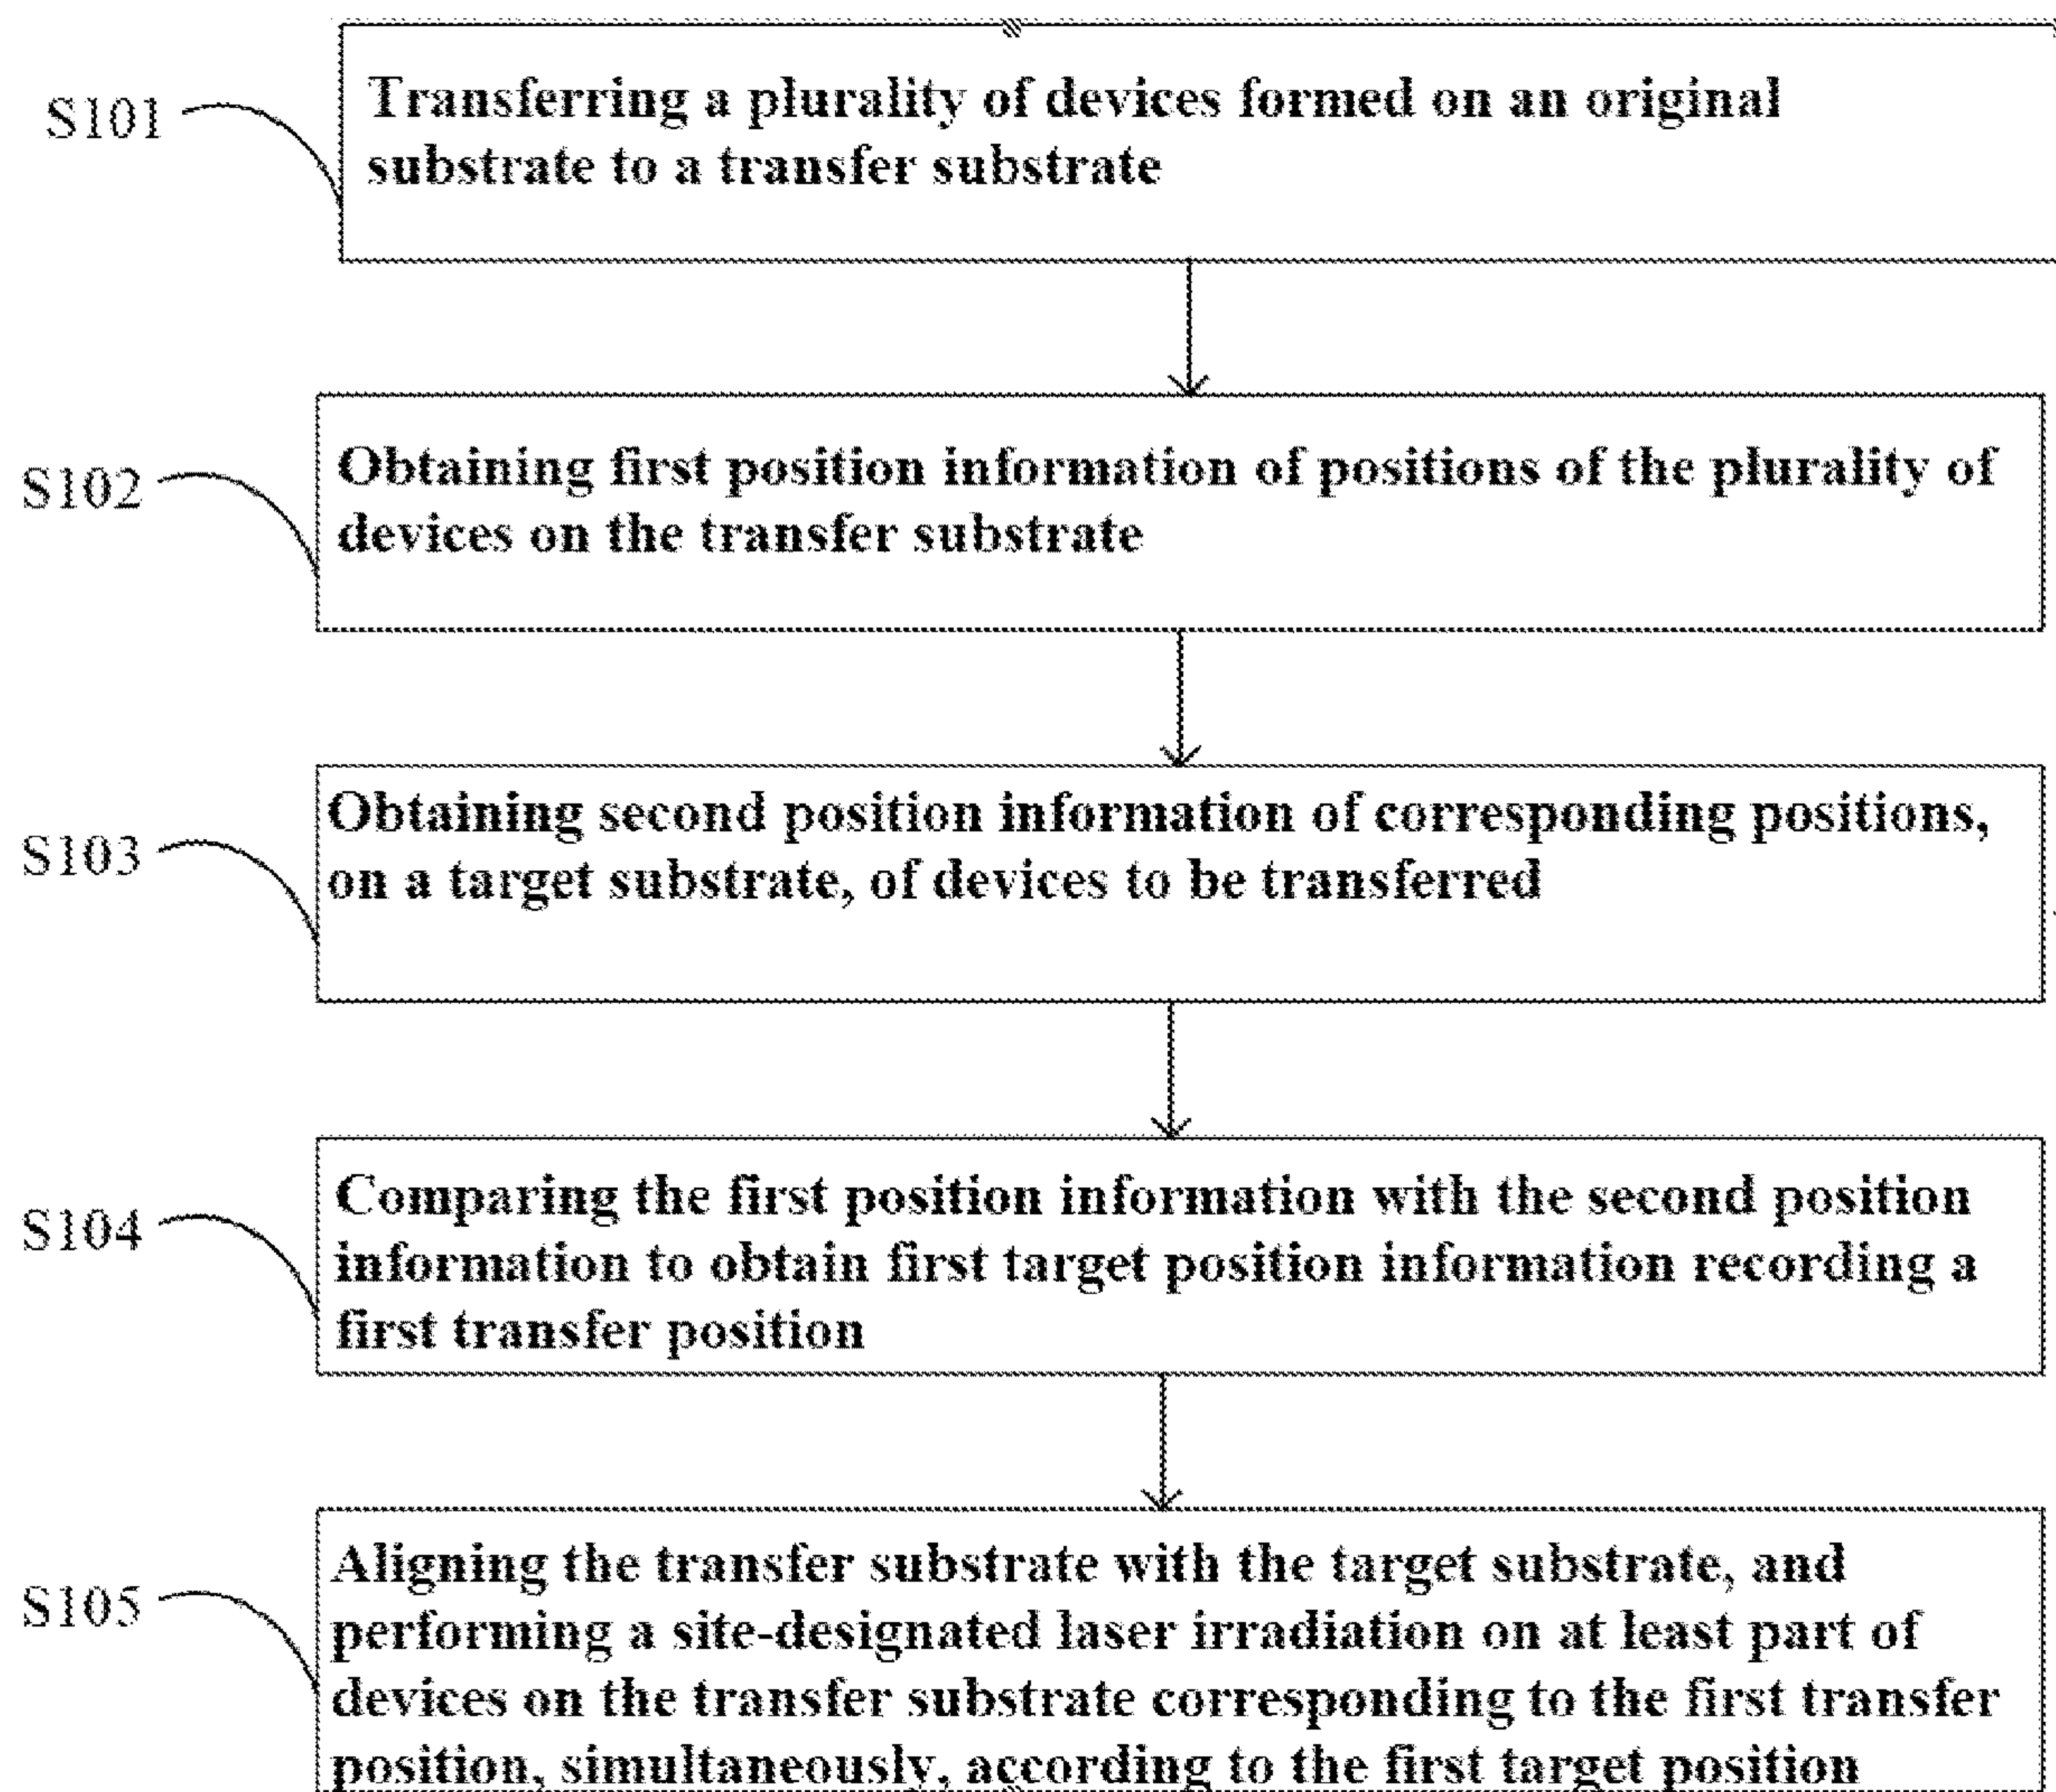 S101
Transferring a plurality of devices formed on an original
substrate to a transfer substrate
S102
Obtaining first position information of positions of the plurality of
devices on the transfer substrate
S103
Obtaining second position information of corresponding positions,
on a target substrate, of devices to be transferred
S104
Comparing the first position information with the second position
information to obtain first target position information recording a
first transfer position
S105
Aligning the transfer substrate with the target substrate, and
performing a site-designated laser irradiation on at least part of
devices on the transfer substrate corresponding to the first transfer
position, simultaneously, according to the first target position